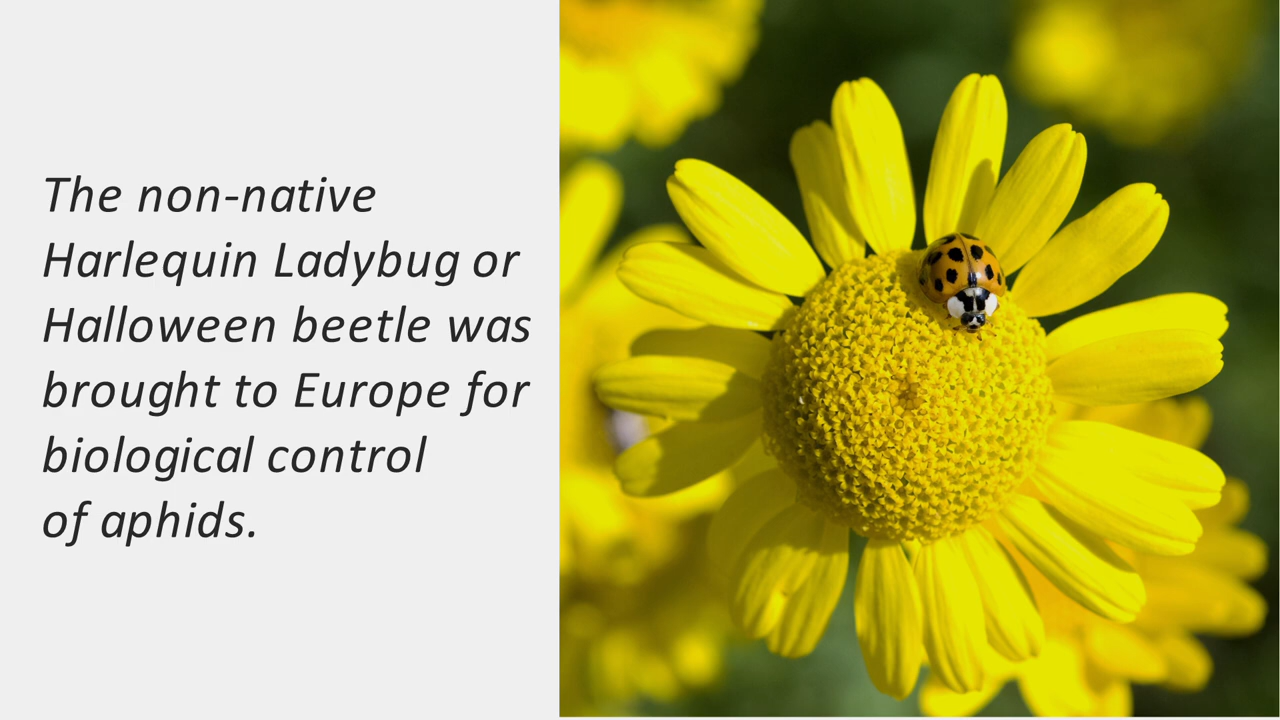 The non-native
Harlequin Ladybug or
Halloween beetle was
brought to Europe for
biological control
of aphids.